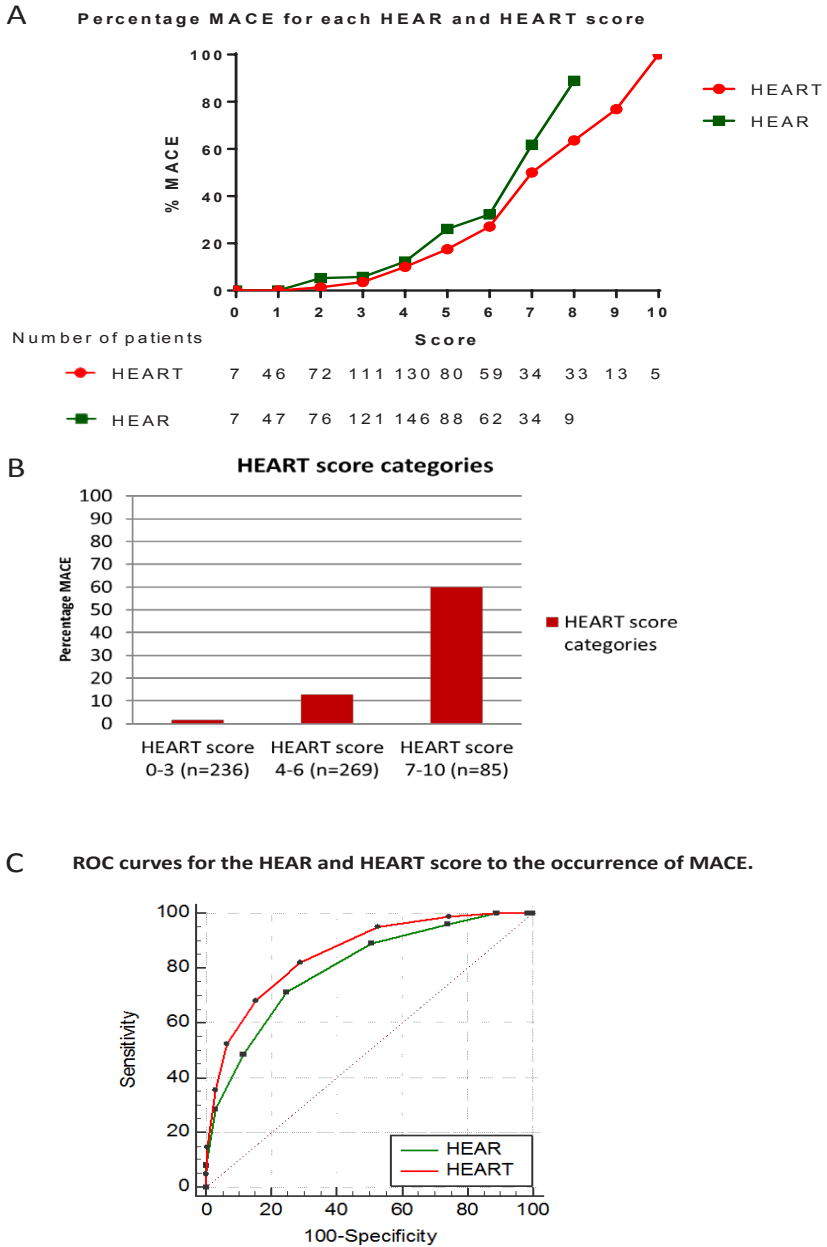 A
Percentage MACE for each HEAR and HEART score
100
80
60
40
20
0
% MACE
0 1 2 3 4 5 6 7 8 9 10
Score
HEART
HEAR
Number of patients
HEART 7 46 72 111 130 80 59 34 33 13 5
HEAR 7 47 76 121 146 88 62 34 9
B
HEART score categories
100
90
80
70
60
50
40
30
20
10
0
Percentage MACE
HEART score HEART score HEART score
0-3 (n=236) 4-6 (n=269) 7-10 (n=85)
HEART score
categories
C
ROC curves for the HEAR and HEART score to the occurrence of MACE.
100
80
60
40
20
0
Sensitivity
HEAR
HEART
0 20 40 60 80 100
100-Specificity